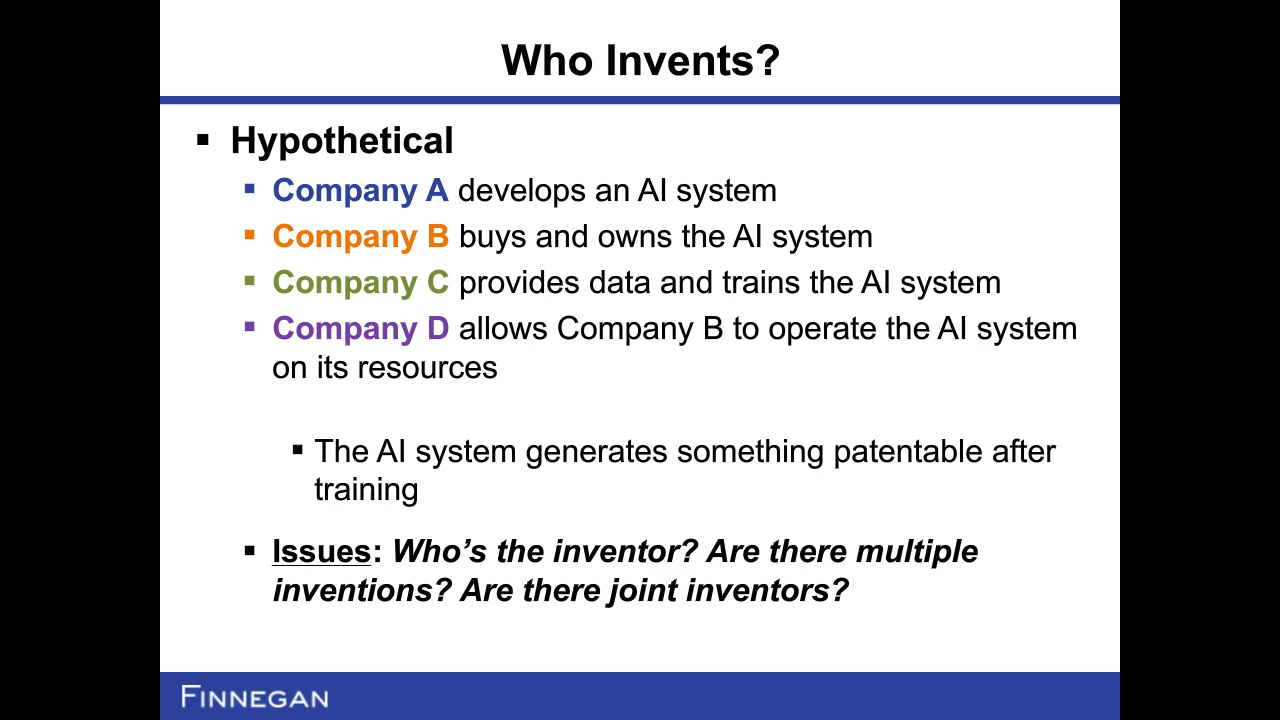 Who Invents?
Hypothetical
Company A develops an AI system
Company B buys and owns the AI system
Company C provides data and trains the AI system
Company D allows Company B to operate the AI system
on its resources
The AI system generates something patentable after
training
Issues: Who’s the inventor? Are there multiple
inventions? Are there joint inventors?
FINNEGAN